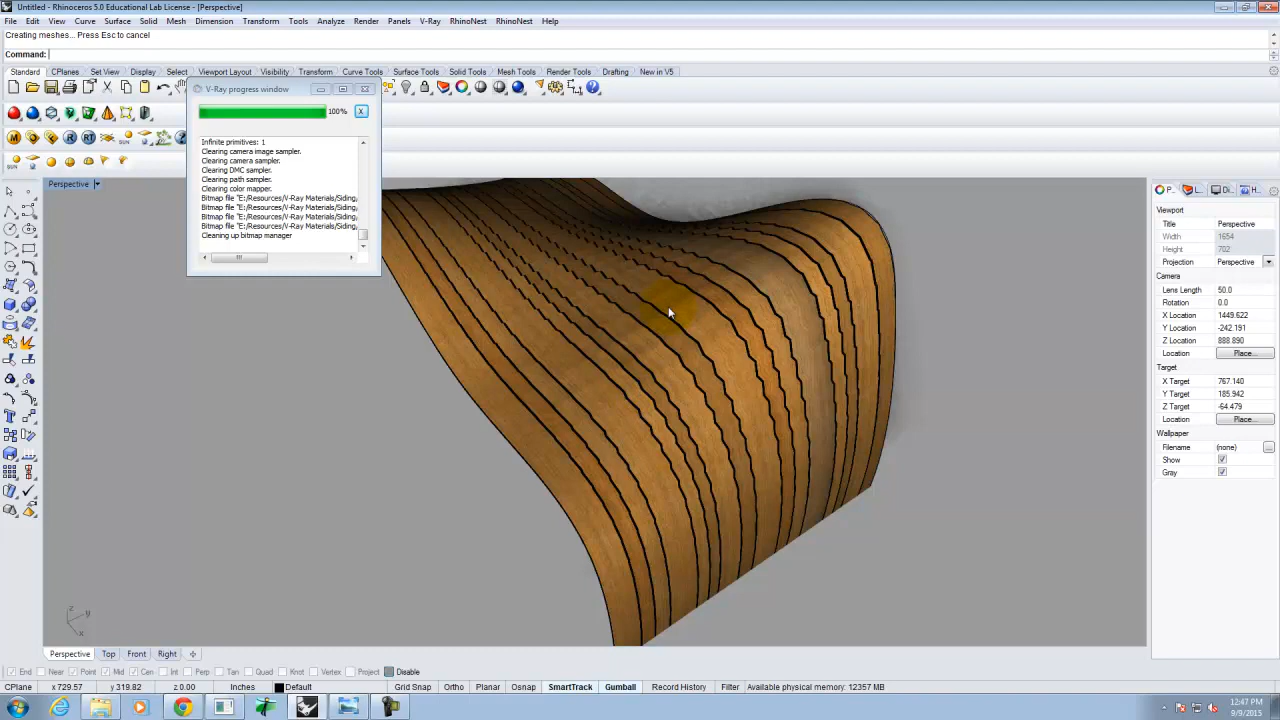 Untitled - Rhinoceros 5.0 Educational Lab License - [Perspective]
File Edit View Curve Surface Solid Mesh Dimension Transform Tools Analyze Render Panels V-Ray RhinoNest RhinoNest Help
Creating meshes... Press Esc to cancel
Command:
Standard CPlanes Set View Display Select Viewport Layout Visibility Transform Curve Tools Surface Tools Solid Tools Mesh Tools Render Tools Drafting New in V5
V-Ray progress window
100%
X
Infinite primitives: 1
Clearing camera image sampler.
Clearing camera sampler.
Clearing DMC sampler.
Clearing path sampler.
Clearing color mapper.
Bitmap file "E:/Resources/V-Ray Materials/Siding,
Bitmap file "E:/Resources/V-Ray Materials/Siding,
Bitmap file "E:/Resources/V-Ray Materials/Siding,
Bitmap file "E:/Resources/V-Ray Materials/Siding,
Cleaning up bitmap manager
Perspective
P... L... Di... H...
Viewport
Title Perspective
Width 1654
Height 702
Projection Perspective
Camera
Lens Length 50.0
Rotation 0.0
X Location 1449.622
Y Location -242.191
Z Location 888.890
Location Place...
Target
X Target 767.140
Y Target 185.942
Z Target -64.479
Location Place...
Wallpaper
Filename (none) ...
Show
Gray
z
y
x
Perspective Top Front Right
End Near Point Mid Cen Int Perp Tan Quad Knot Vertex Project Disable
CPlane x 729.57 y 319.82 z 0.00 Inches Default Grid Snap Ortho Planar Osnap SmartTrack Gumball Record History Filter Available physical memory: 12357 MB
12:47 PM
9/9/2015